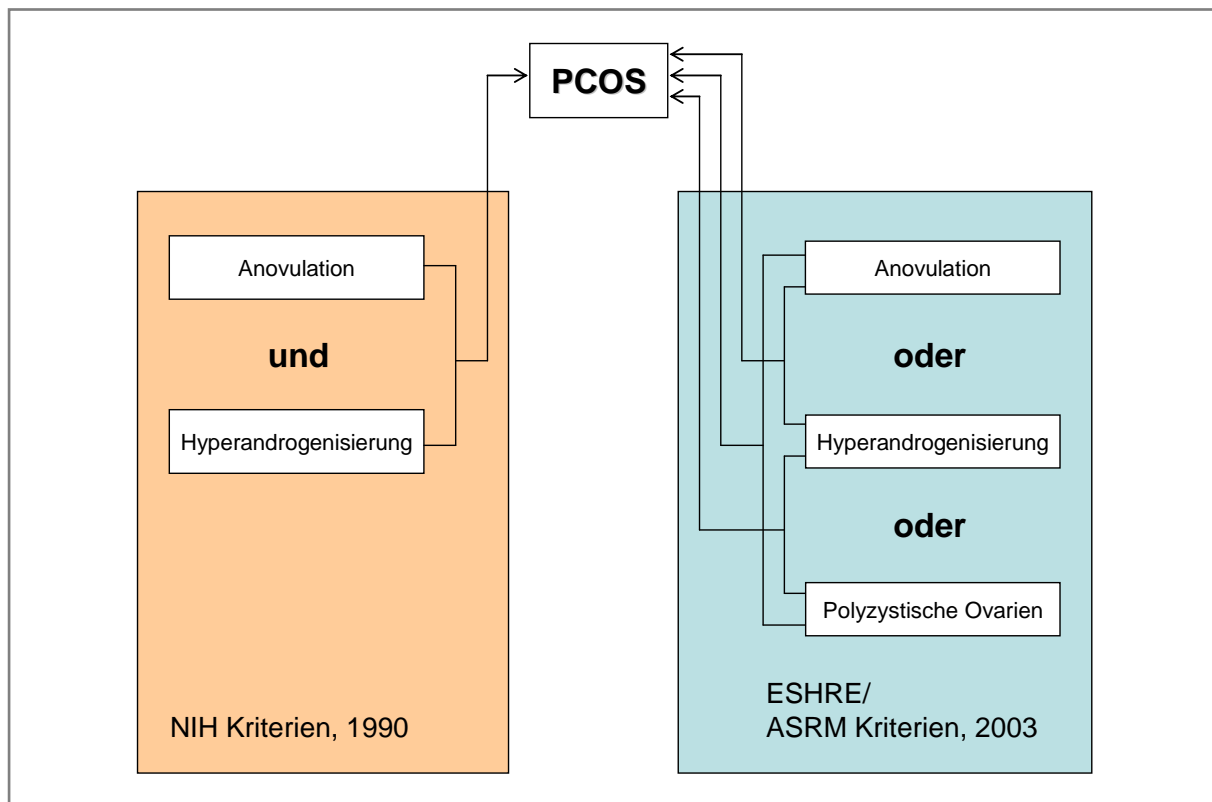 PCOS
Anovulation
und
Hyperandrogenisierung
NIH Kriterien, 1990
Anovulation
oder
Hyperandrogenisierung
oder
Polyzystische Ovarien
ESHRE/
ASRM Kriterien, 2003